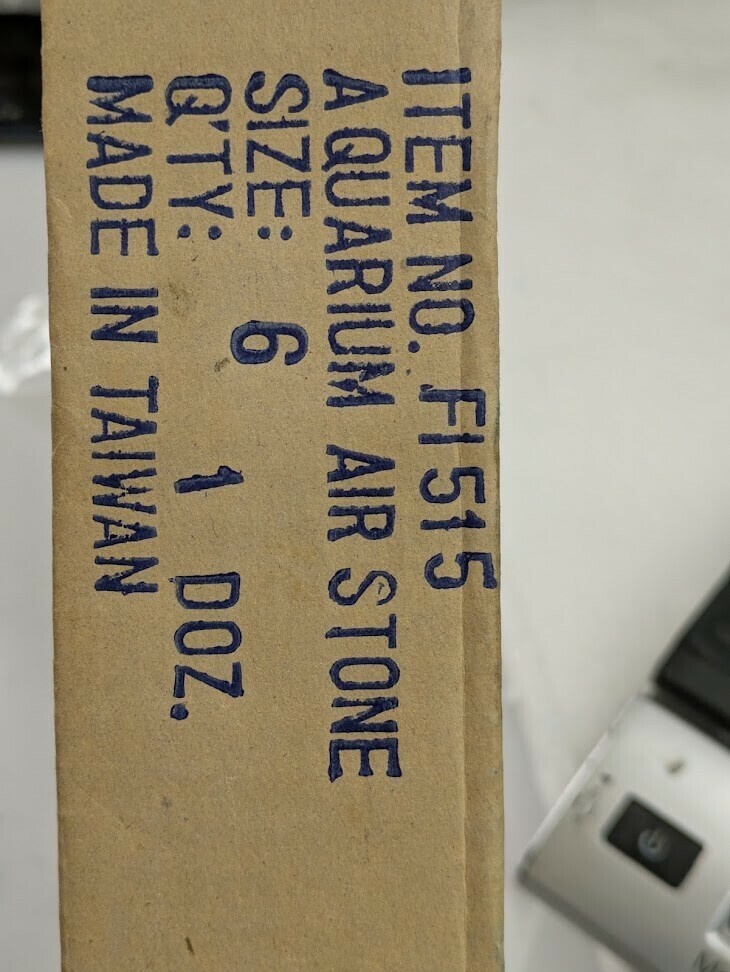 ITEM NO. F1515
AQUARIUM AIR STONE
SIZE: 6
Q'TY: 1 DOZ.
MADE IN TAIWAN